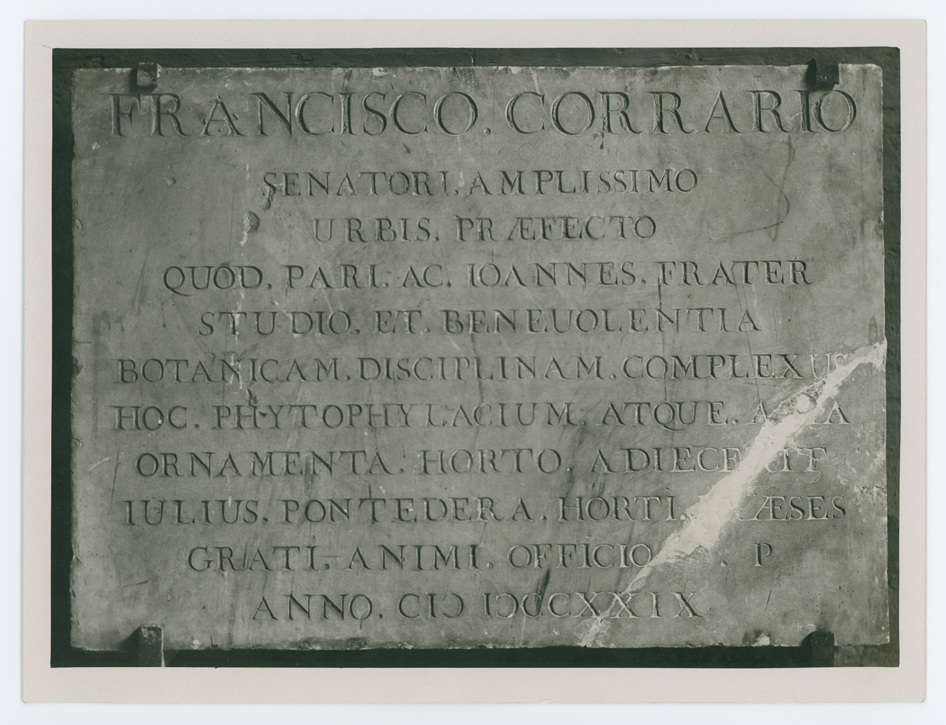 FRANCISCO. CORRARIO
SENATORI. AMPLISSIMO
URBIS. PRÆFECTO
QUOD. PARI. AC. IOANNES. FRATER
STUDIO. ET. BENEUOLENTIA
BOTANICAM. DISCIPLINAM. COMPLEXUS
HOC. PHYTOPHYLACIUM. ATQUE.
ORNAMENTA. HORTO.
IULIUS. PONTEDERA. HORTI.
GRATI. ANIMI. OFFICIO P
ANNO. CIↃ IↃCCXXIX